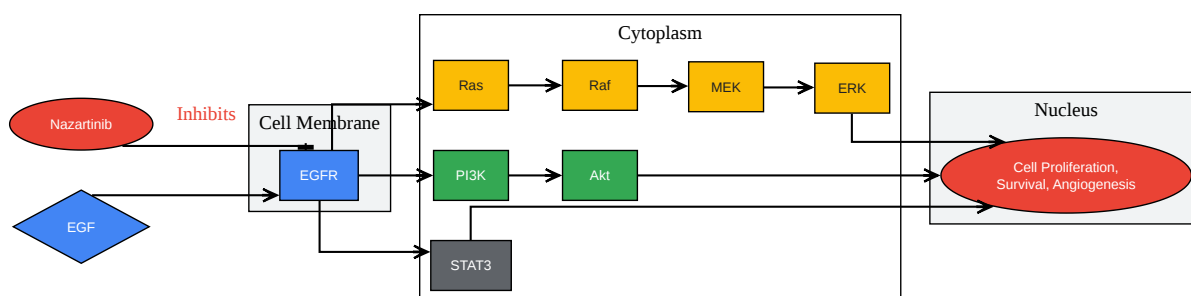 Cytoplasm
Ras
Raf
MEK
ERK
Inhibits
Nazartinib
Cell Membrane
Nucleus
EGFR
PI3K
Akt
Cell Proliferation,
Survival, Angiogenesis
EGF
STAT3